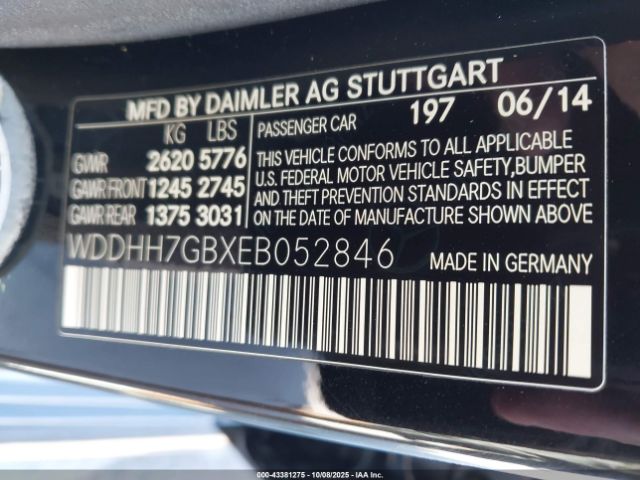 MFD BY DAIMLER AG STUTTGART
KG LBS
PASSENGER CAR 197 06/14
GVWR 2620 5776
GAWR FRONT 1245 2745
GAWR REAR 1375 3031
THIS VEHICLE CONFORMS TO ALL APPLICABLE
U.S. FEDERAL MOTOR VEHICLE SAFETY,BUMPER
AND THEFT PREVENTION STANDARDS IN EFFECT
ON THE DATE OF MANUFACTURE SHOWN ABOVE
WDDHH7GBXEB052846 MADE IN GERMANY
000-43381275 - 10/08/2025 - IAA Inc.